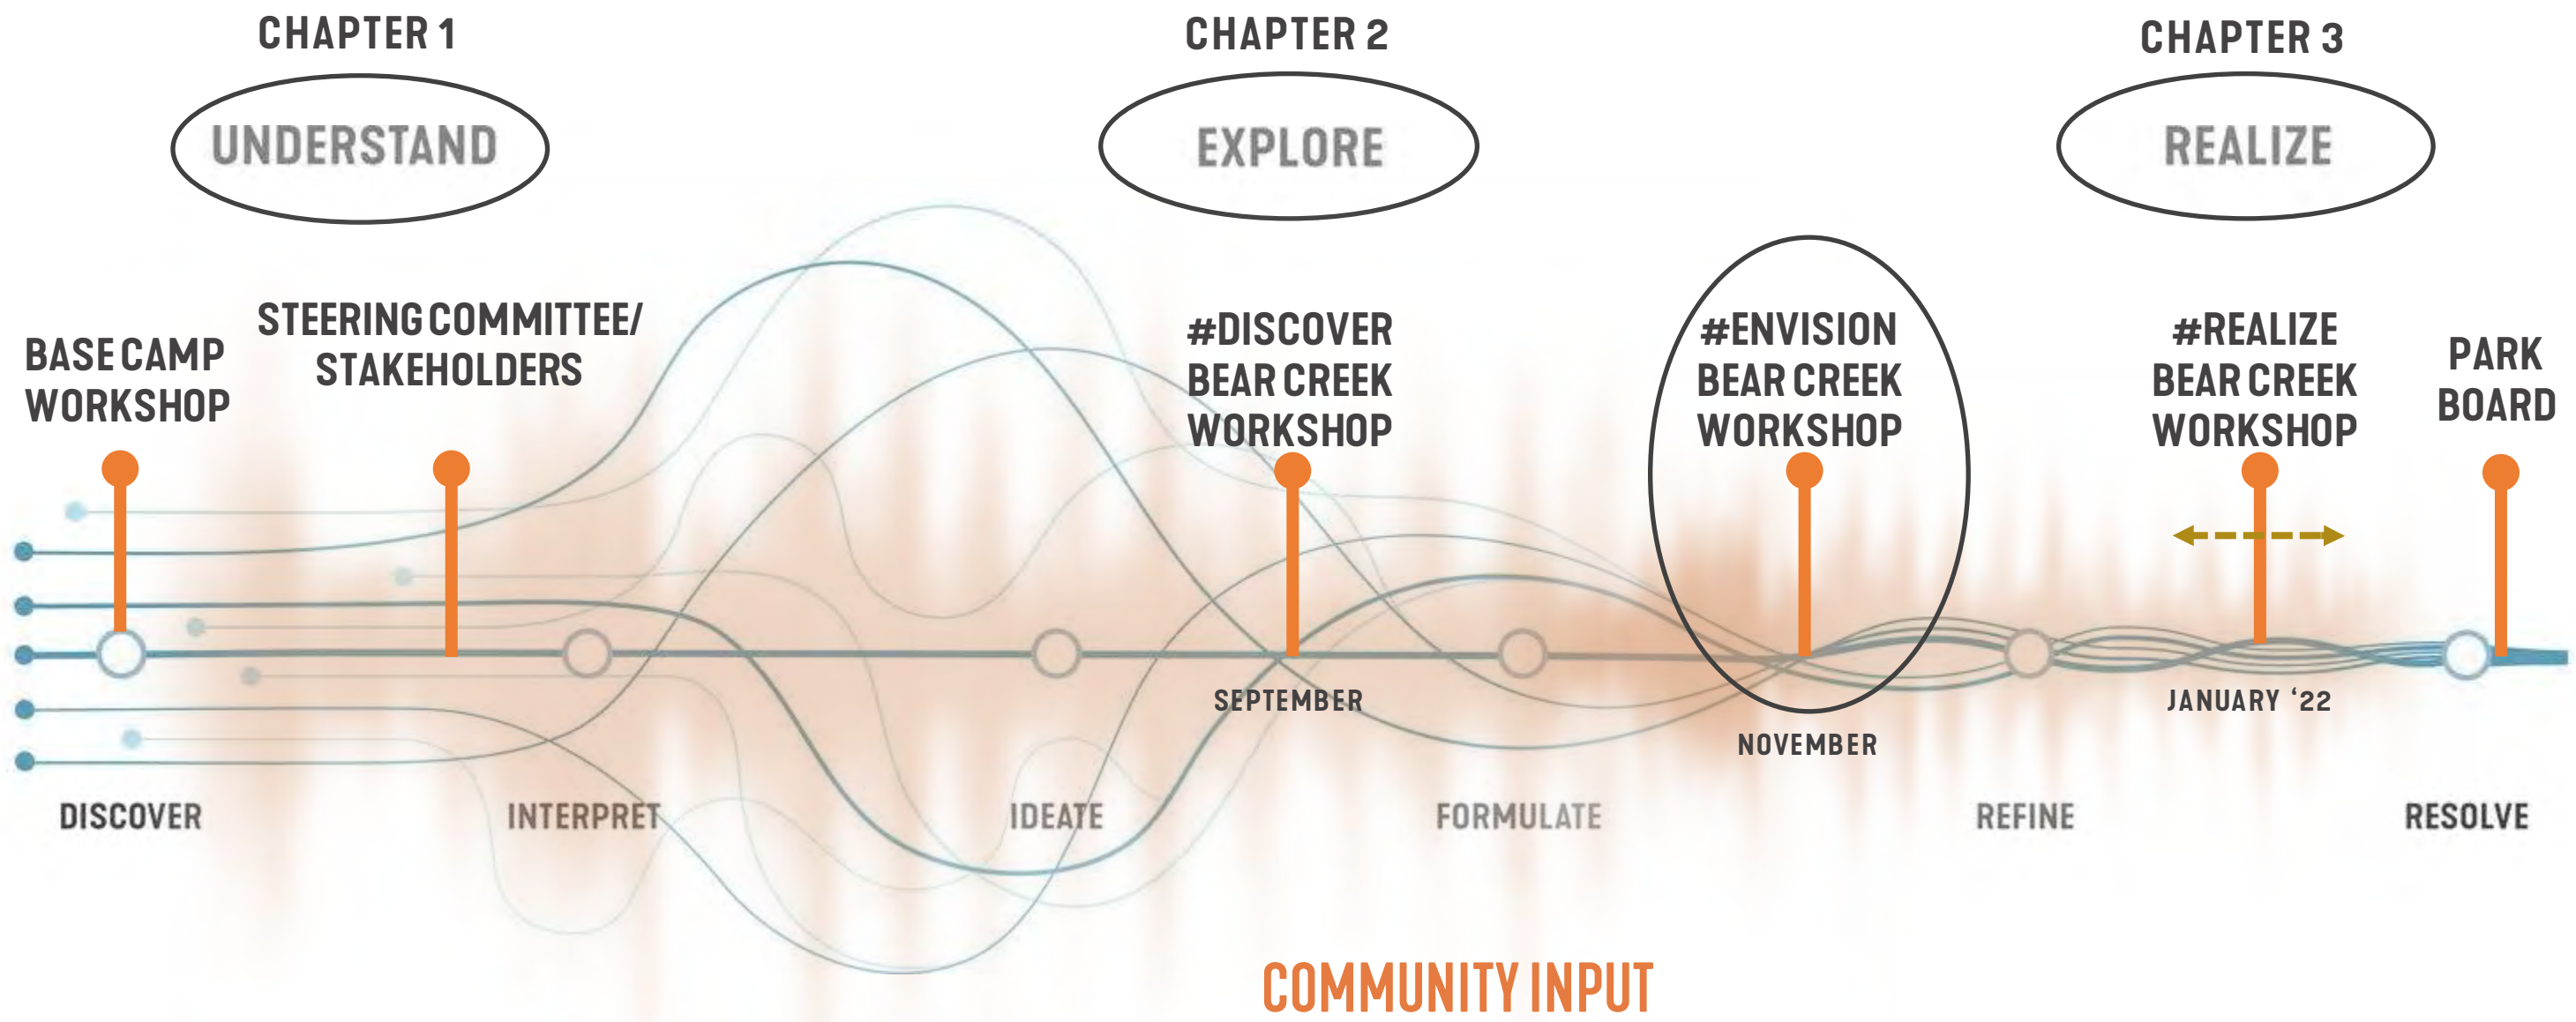 CHAPTER 1
CHAPTER 2
CHAPTER 3
UNDERSTAND
EXPLORE
REALIZE
BASE CAMP
WORKSHOP
STEERING COMMITTEE/
STAKEHOLDERS
#DISCOVER
BEAR CREEK
WORKSHOP
#ENVISION
BEAR CREEK
WORKSHOP
#REALIZE
BEAR CREEK
WORKSHOP
PARK
BOARD
SEPTEMBER
NOVEMBER
JANUARY ‘22
DISCOVER
INTERPRET
IDEATE
FORMULATE
REFINE
RESOLVE
COMMUNITY INPUT